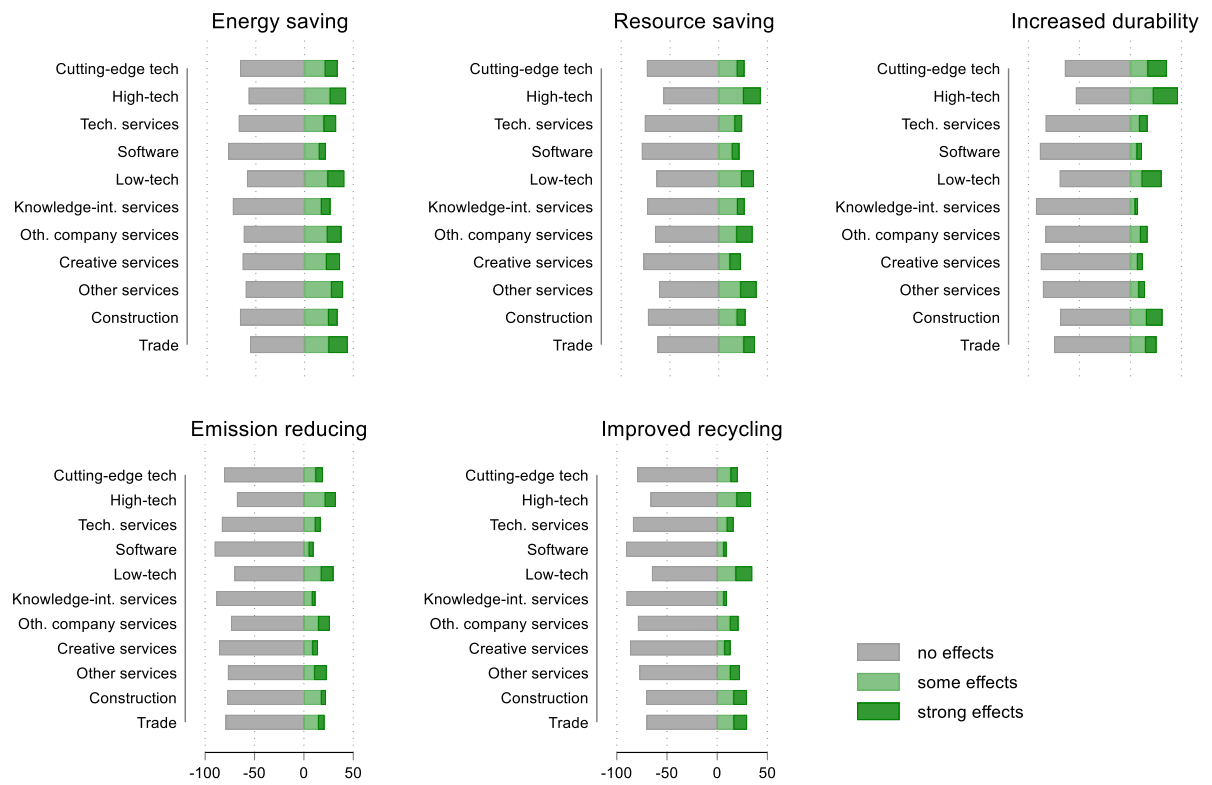 Energy saving
Cutting-edge tech
High-tech
Tech. services
Software
Low-tech
Knowledge-int. services
Oth. company services
Creative services
Other services
Construction
Trade
Resource saving
Cutting-edge tech
High-tech
Tech. services
Software
Low-tech
Knowledge-int. services
Oth. company services
Creative services
Other services
Construction
Trade
Increased durability
Cutting-edge tech
High-tech
Tech. services
Software
Low-tech
Knowledge-int. services
Oth. company services
Creative services
Other services
Construction
Trade
Emission reducing
Cutting-edge tech
High-tech
Tech. services
Software
Low-tech
Knowledge-int. services
Oth. company services
Creative services
Other services
Construction
Trade
-100 -50 0 50
Improved recycling
Cutting-edge tech
High-tech
Tech. services
Software
Low-tech
Knowledge-int. services
Oth. company services
Creative services
Other services
Construction
Trade
-100 -50 0 50
no effects
some effects
strong effects